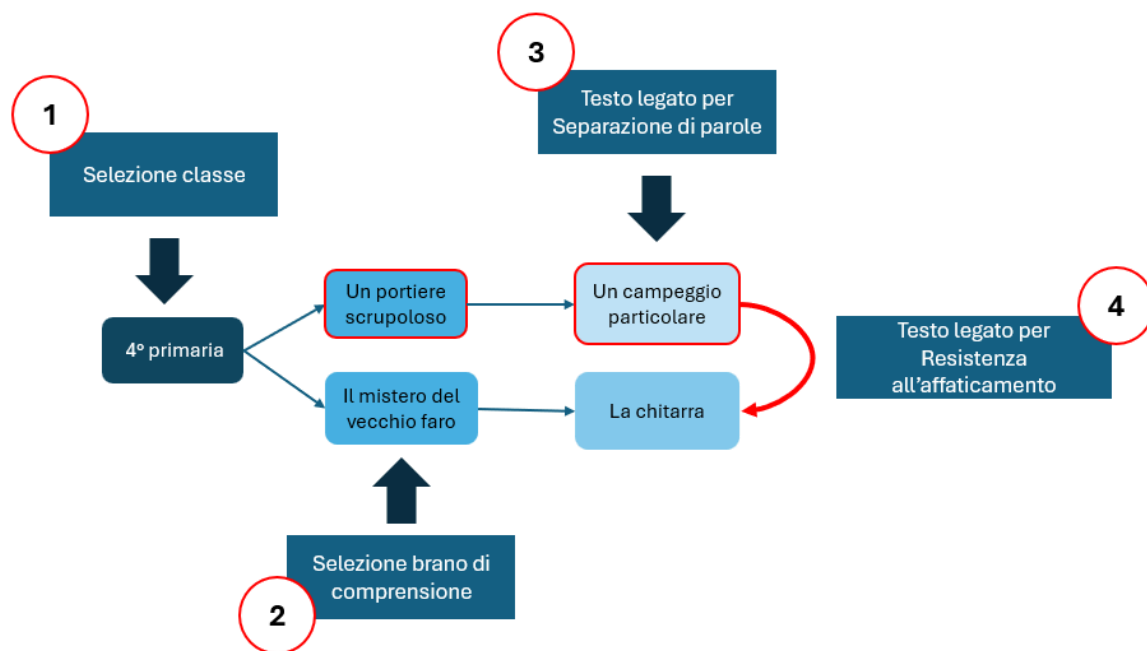 1
Selezione classe
3
Testo legato per
Separazione di parole
4° primaria
Un portiere
scrupoloso
Un campeggio
particolare
4
Testo legato per
Resistenza
all'affaticamento
Il mistero del
vecchio faro
La chitarra
Selezione brano di
comprensione
2